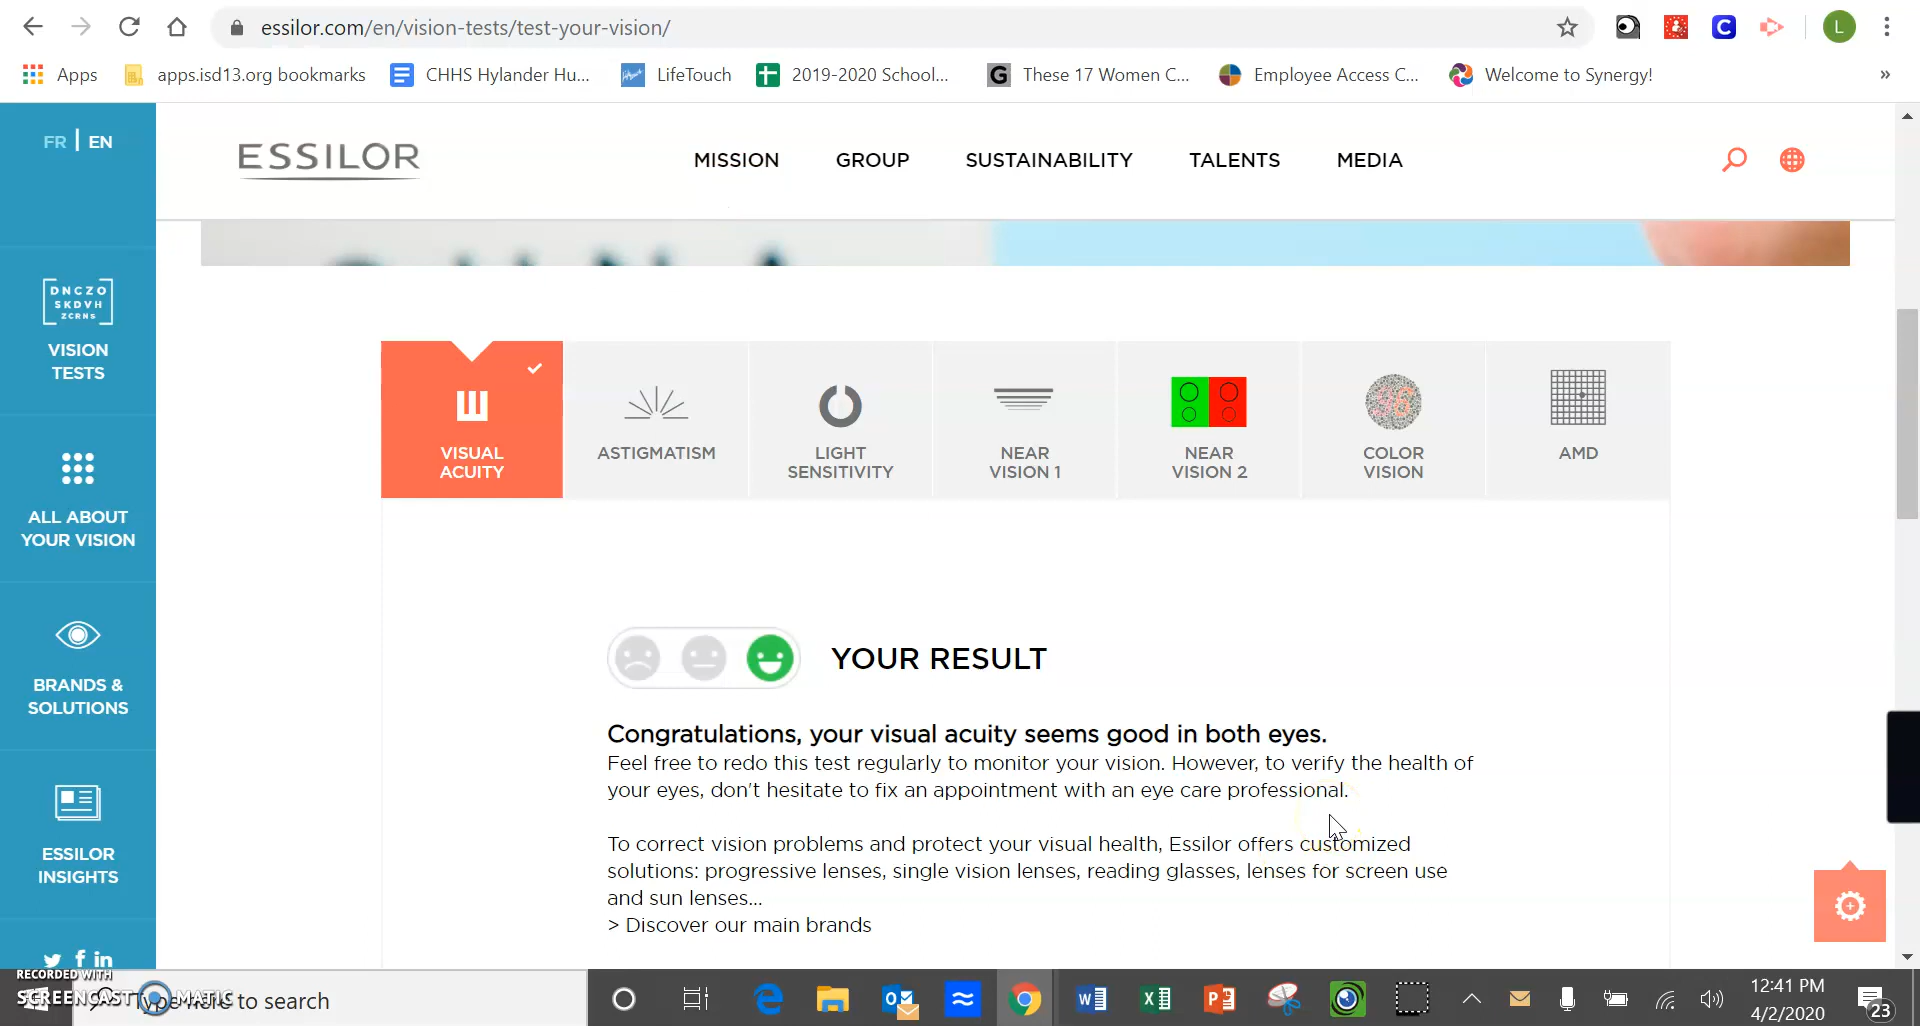 essilor.com/en/vision-tests/test-your-vision/
L
Apps apps.isd13.org bookmarks CHHS Hylander Hu... LifeTouch 2019-2020 School... G These 17 Women C... Employee Access C... Welcome to Synergy! »
FR | EN
ESSILOR
MISSION GROUP SUSTAINABILITY TALENTS MEDIA
DNCZO
SKDVH
ZCRHS
VISION
TESTS
ALL ABOUT
YOUR VISION
BRANDS &
SOLUTIONS
ESSILOR
INSIGHTS
VISUAL
ACUITY
ASTIGMATISM
LIGHT
SENSITIVITY
NEAR
VISION 1
NEAR
VISION 2
COLOR
VISION
AMD
YOUR RESULT
Congratulations, your visual acuity seems good in both eyes.
Feel free to redo this test regularly to monitor your vision. However, to verify the health of
your eyes, don't hesitate to fix an appointment with an eye care professional.
To correct vision problems and protect your visual health, Essilor offers customized
solutions: progressive lenses, single vision lenses, reading glasses, lenses for screen use
and sun lenses...
> Discover our main brands
RECORDED WITH
SCREENCAST MATIC
Type here to search
12:41 PM
4/2/2020
23